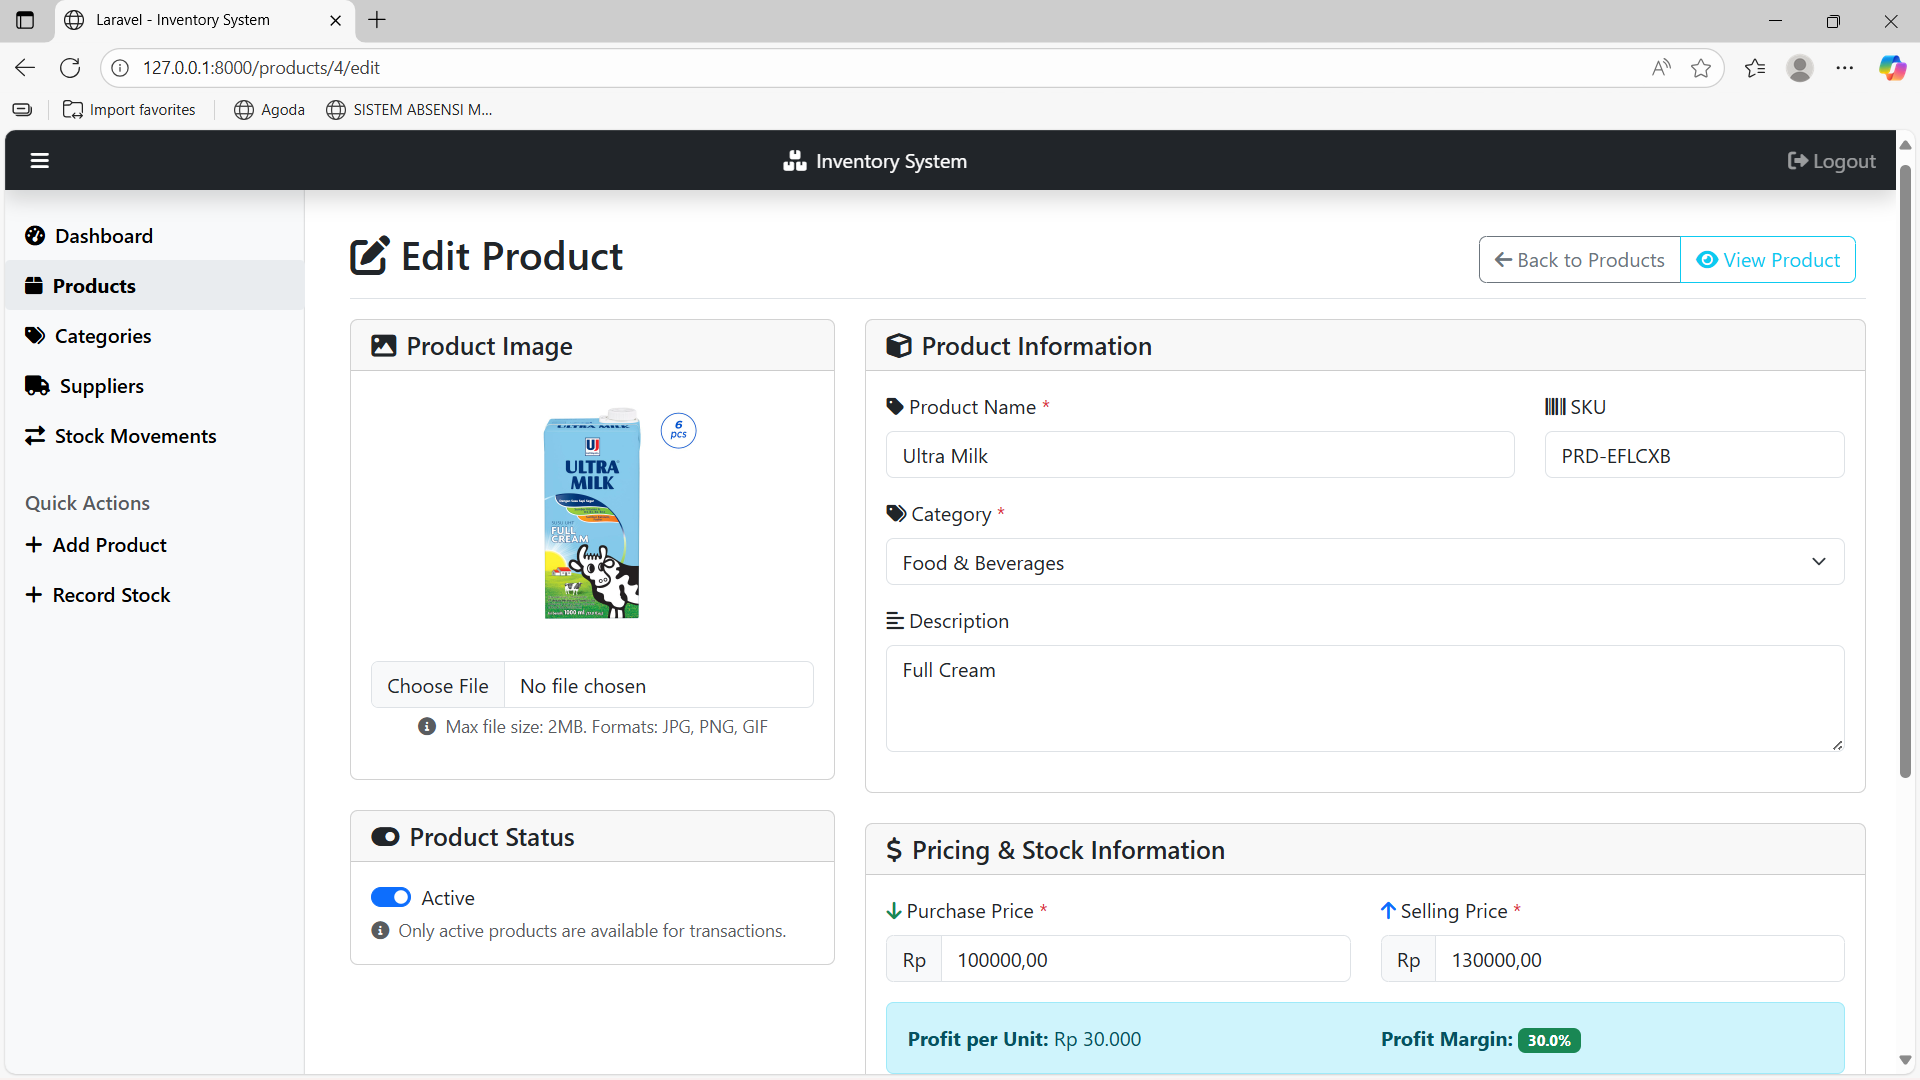 Laravel - Inventory System
127.0.0.1:8000/products/4/edit
Import favorites
Agoda
SISTEM ABSENSI M...
Inventory System
Logout
Dashboard
Products
Categories
Suppliers
Stock Movements
Quick Actions
Add Product
Record Stock
Edit Product
Back to Products
View Product
Product Image
6
pcs
ULTRA MILK
ULTRA
MILK
FULL
CREAM
1000 ml
Choose File
No file chosen
Max file size: 2MB. Formats: JPG, PNG, GIF
Product Status
Active
Only active products are available for transactions.
Product Information
Product Name *
SKU
Ultra Milk
PRD-EFLCXB
Category *
Food & Beverages
Description
Full Cream
Pricing & Stock Information
Purchase Price *
Selling Price *
Rp 100000,00
Rp 130000,00
Profit per Unit: Rp 30.000
Profit Margin: 30.0%